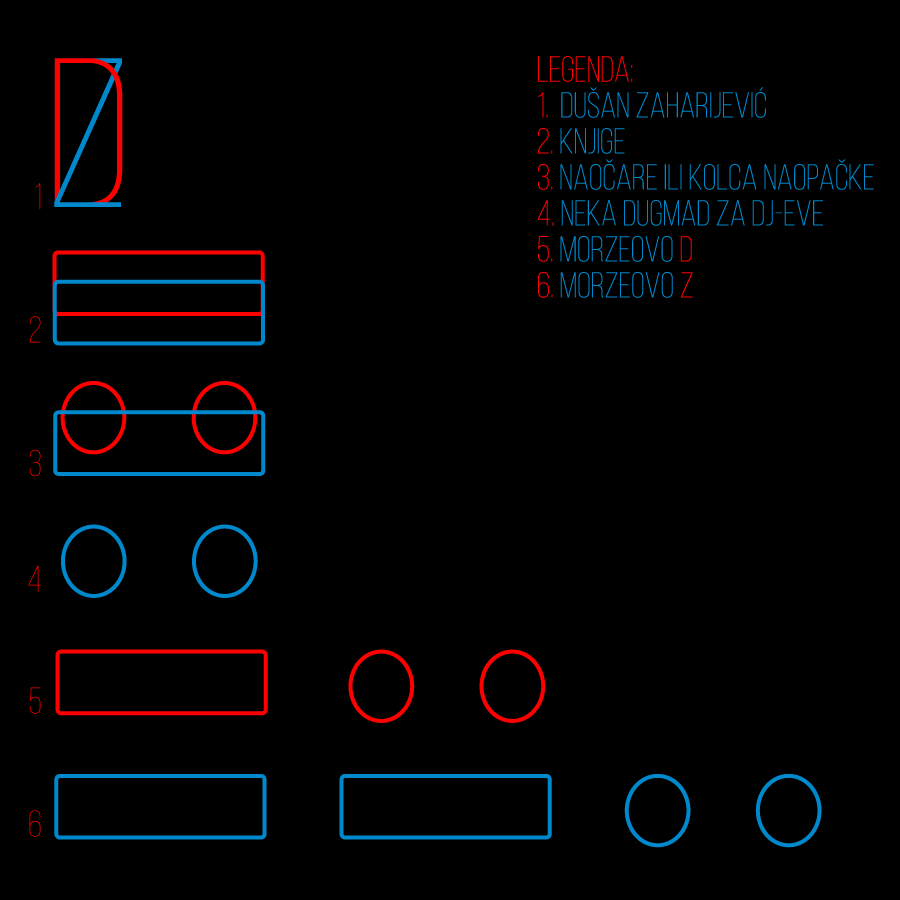 LEGENDA:
1. DUŠAN ZAHARIJEVIĆ
2. KNJIGE
3. NAOČARE ILI KOLCA NAOPAČKE
4. NEKA DUGMAD ZA DJ-EVE
5. MORZEOVO D
6. MORZEOVO Z
1
2
3
4
5
6